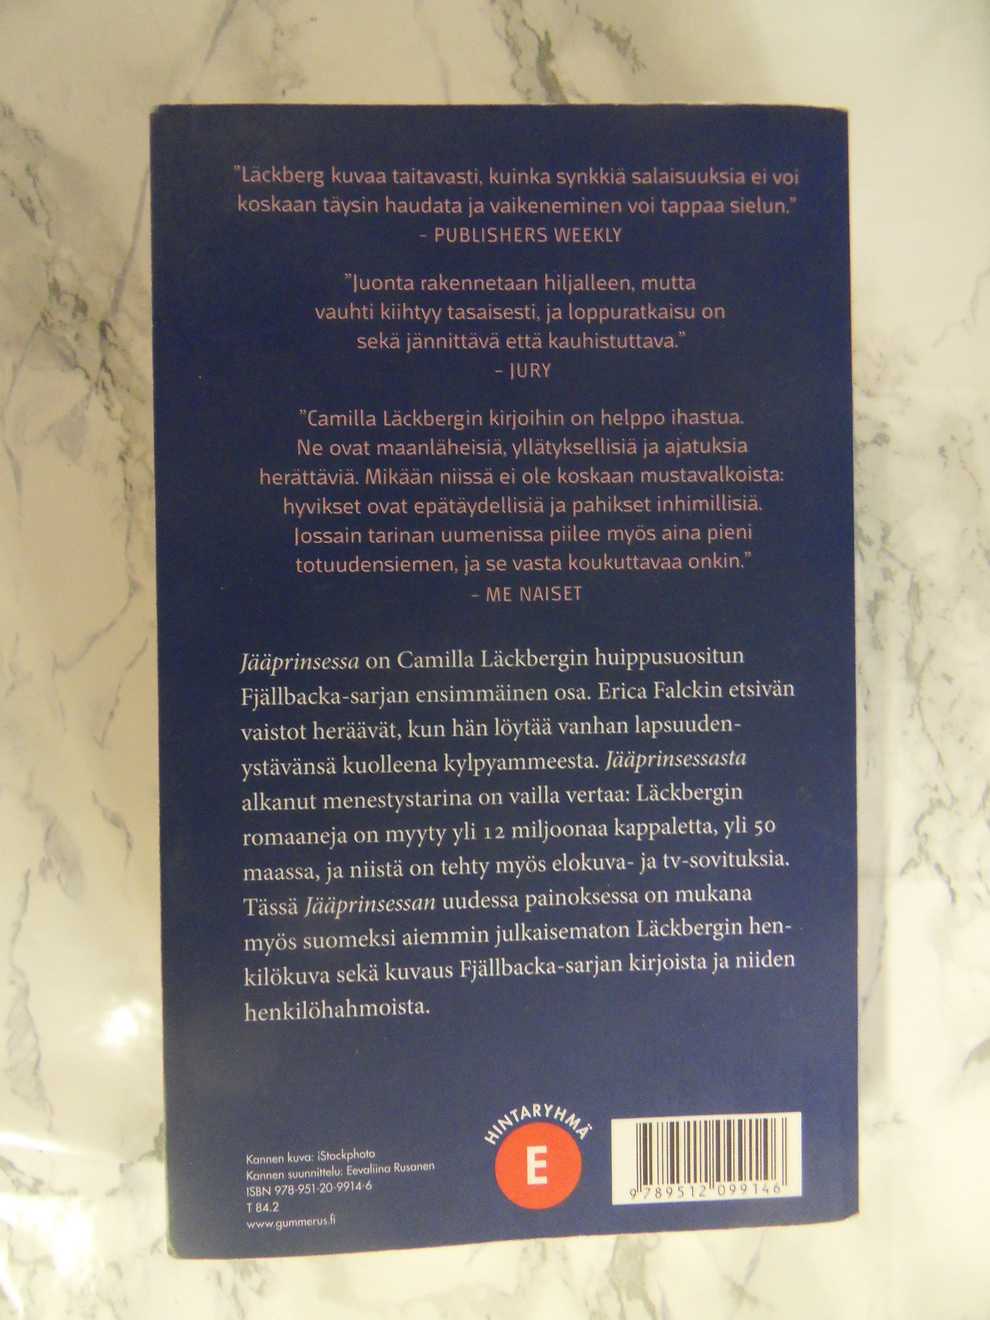 ”Läckberg kuvaa taitavasti, kuinka synkkiä salaisuuksia ei voi
koskaan täysin haudata ja vaikeneminen voi tappaa sielun.”
– PUBLISHERS WEEKLY
”Juonta rakennetaan hiljalleen, mutta
vauhti kiihtyy tasaisesti, ja loppuratkaisu on
sekä jännittävä että kauhistuttava.”
– JURY
”Camilla Läckbergin kirjoihin on helppo ihastua.
Ne ovat maanläheisiä, yllätyksellisiä ja ajatuksia
herättäviä. Mikään niissä ei ole koskaan mustavalkoista:
hyvikset ovat epätäydellisiä ja pahikset inhimillisiä.
Jossain tarinan uumenissa piilee myös aina pieni
totuudensiemen, ja se vasta koukuttavaa onkin.”
– ME NAISET
Jääprinsessa on Camilla Läckbergin huippusuositun
Fjällbacka-sarjan ensimmäinen osa. Erica Falckin etsivän
vaistot heräävät, kun hän löytää vanhan lapsuuden-
ystävänsä kuolleena kylpyammeesta. Jääprinsessasta
alkanut menestystarina on vailla vertaa: Läckbergin
romaaneja on myyty yli 12 miljoonaa kappaletta, yli 50
maassa, ja niistä on tehty myös elokuva- ja tv-sovituksia.
Tässä Jääprinsessan uudessa painoksessa on mukana
myös suomeksi aiemmin julkaisematon Läckbergin hen-
kilökuva sekä kuvaus Fjällbacka-sarjan kirjoista ja niiden
henkilöhahmoista.
Kannen kuva: iStockphoto
Kannen suunnittelu: Eevaliina Rusanen
ISBN 978-951-20-9914-6
T 84.2
www.gummerus.fi
HINTARYHMÄ
E
9 789512 099146